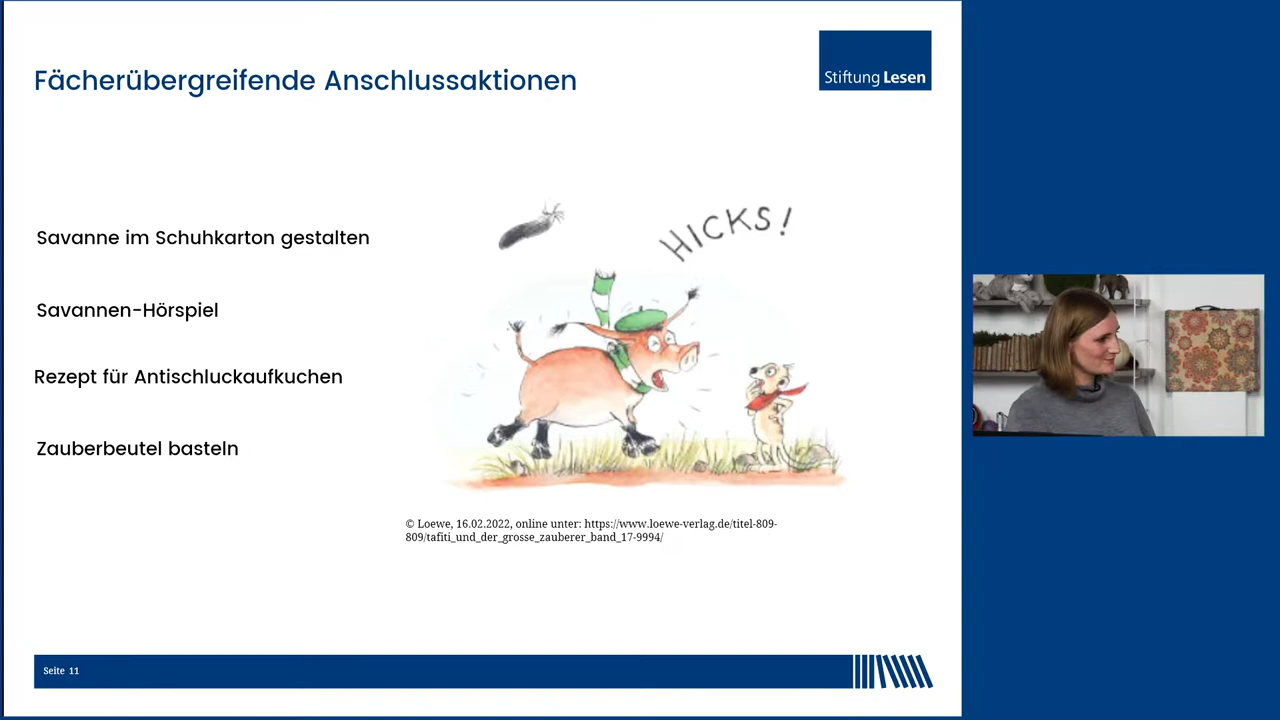 Fächerübergreifende Anschlussaktionen
Stiftung Lesen
Savanne im Schuhkarton gestalten
Savannen-Hörspiel
Rezept für Antischluckaufkuchen
Zauberbeutel basteln
HICKS!
© Loewe, 16.02.2022, online unter: https://www.loewe-verlag.de/titel-809-
809/tafiti_und_der_grosse_zauberer_band_17-9994/
Seite 11